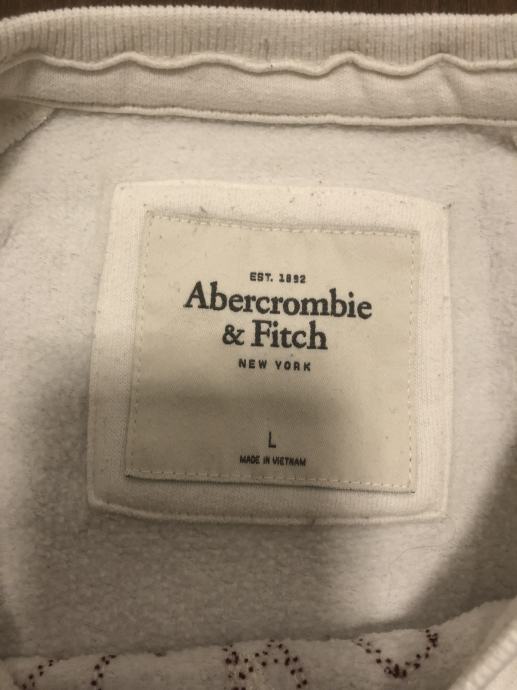 EST. 1892
Abercrombie
& Fitch
NEW YORK
L
MADE IN VIETNAM